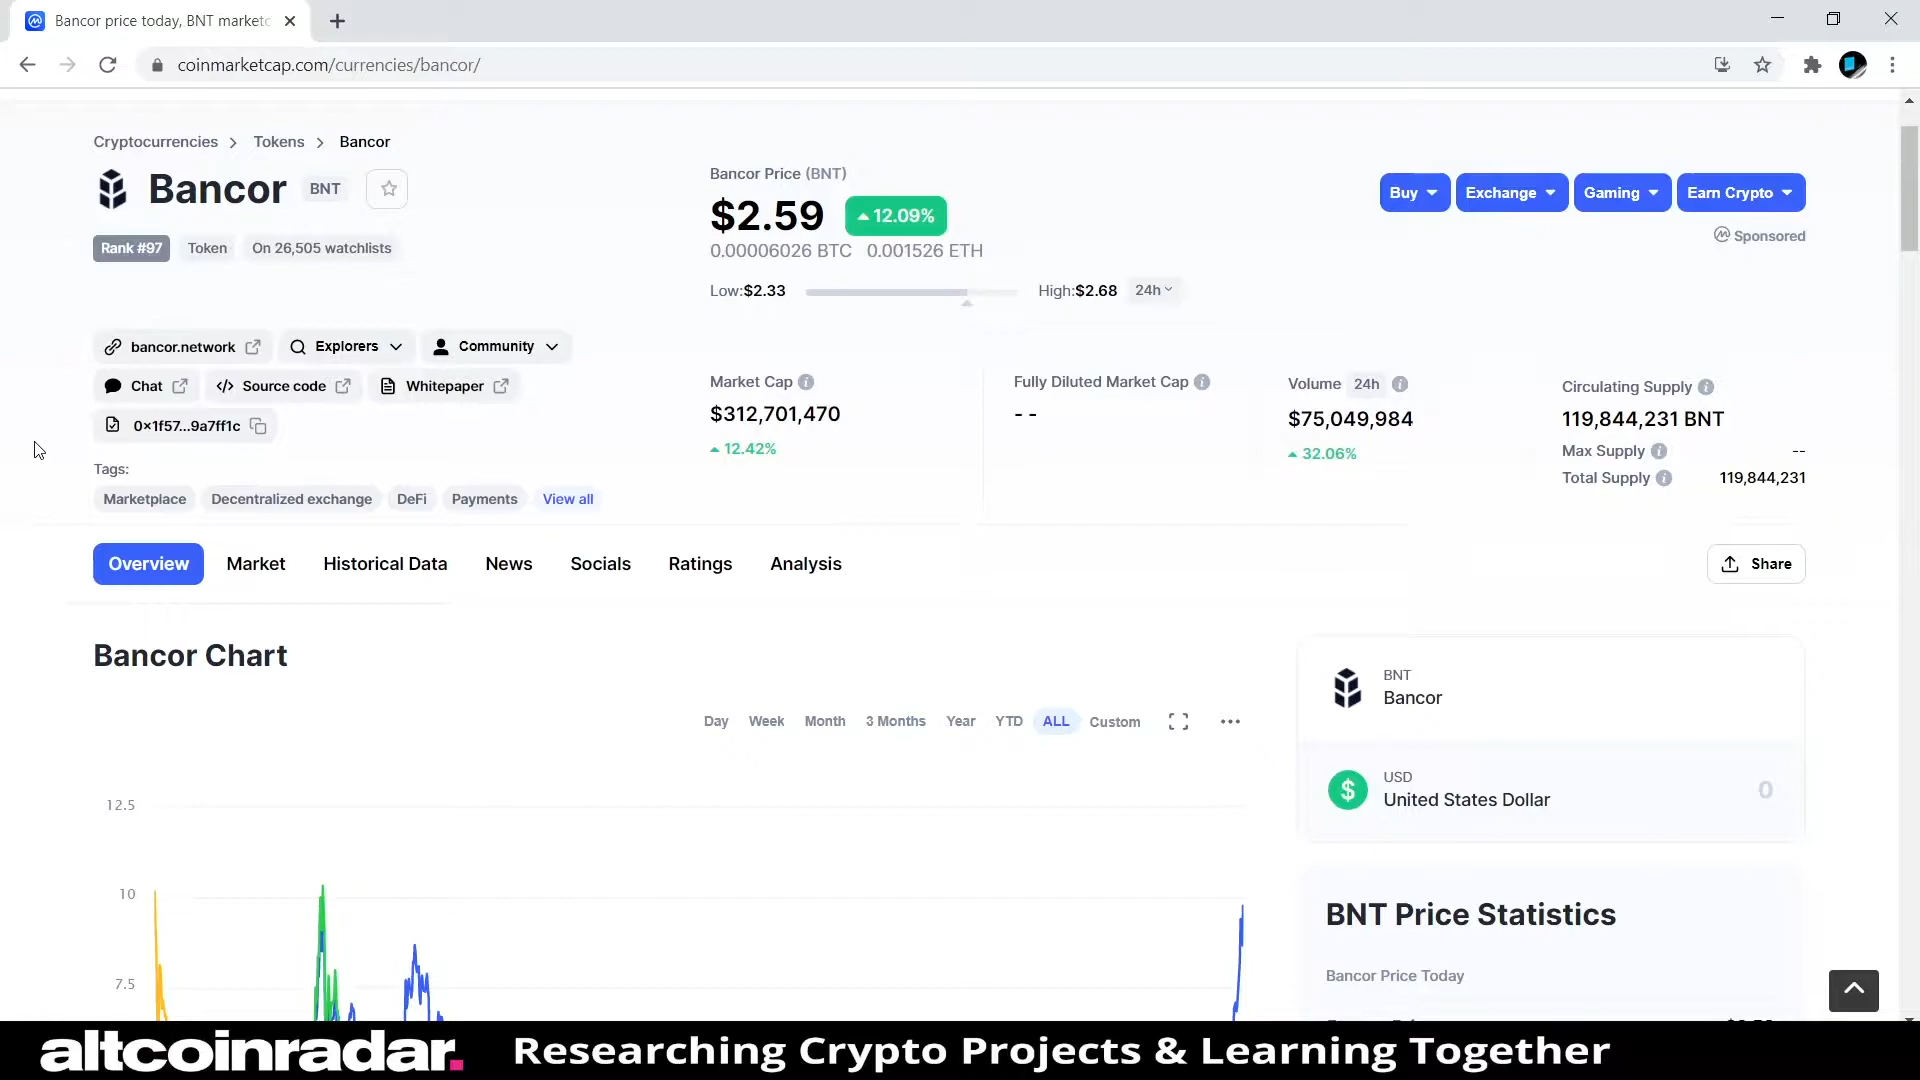 Bancor price today, BNT marketc
coinmarketcap.com/currencies/bancor/
Cryptocurrencies > Tokens > Bancor
Bancor BNT
Rank #97 Token On 26,505 watchlists
Bancor Price (BNT)
$2.59 12.09%
0.00006026 BTC 0.001526 ETH
Low:$2.33 High:$2.68 24h
Buy Exchange Gaming Earn Crypto
Sponsored
bancor.network Explorers Community
Chat Source code Whitepaper
0x1f57...9a7ff1c
Tags:
Marketplace Decentralized exchange DeFi Payments View all
Market Cap
$312,701,470
12.42%
Fully Diluted Market Cap
- -
Volume 24h
$75,049,984
32.06%
Circulating Supply
119,844,231 BNT
Max Supply --
Total Supply 119,844,231
Overview Market Historical Data News Socials Ratings Analysis
Share
Bancor Chart
Day Week Month 3 Months Year YTD ALL Custom
12.5
10
7.5
BNT
Bancor
USD
United States Dollar 0
BNT Price Statistics
Bancor Price Today
altcoinradar. Researching Crypto Projects & Learning Together